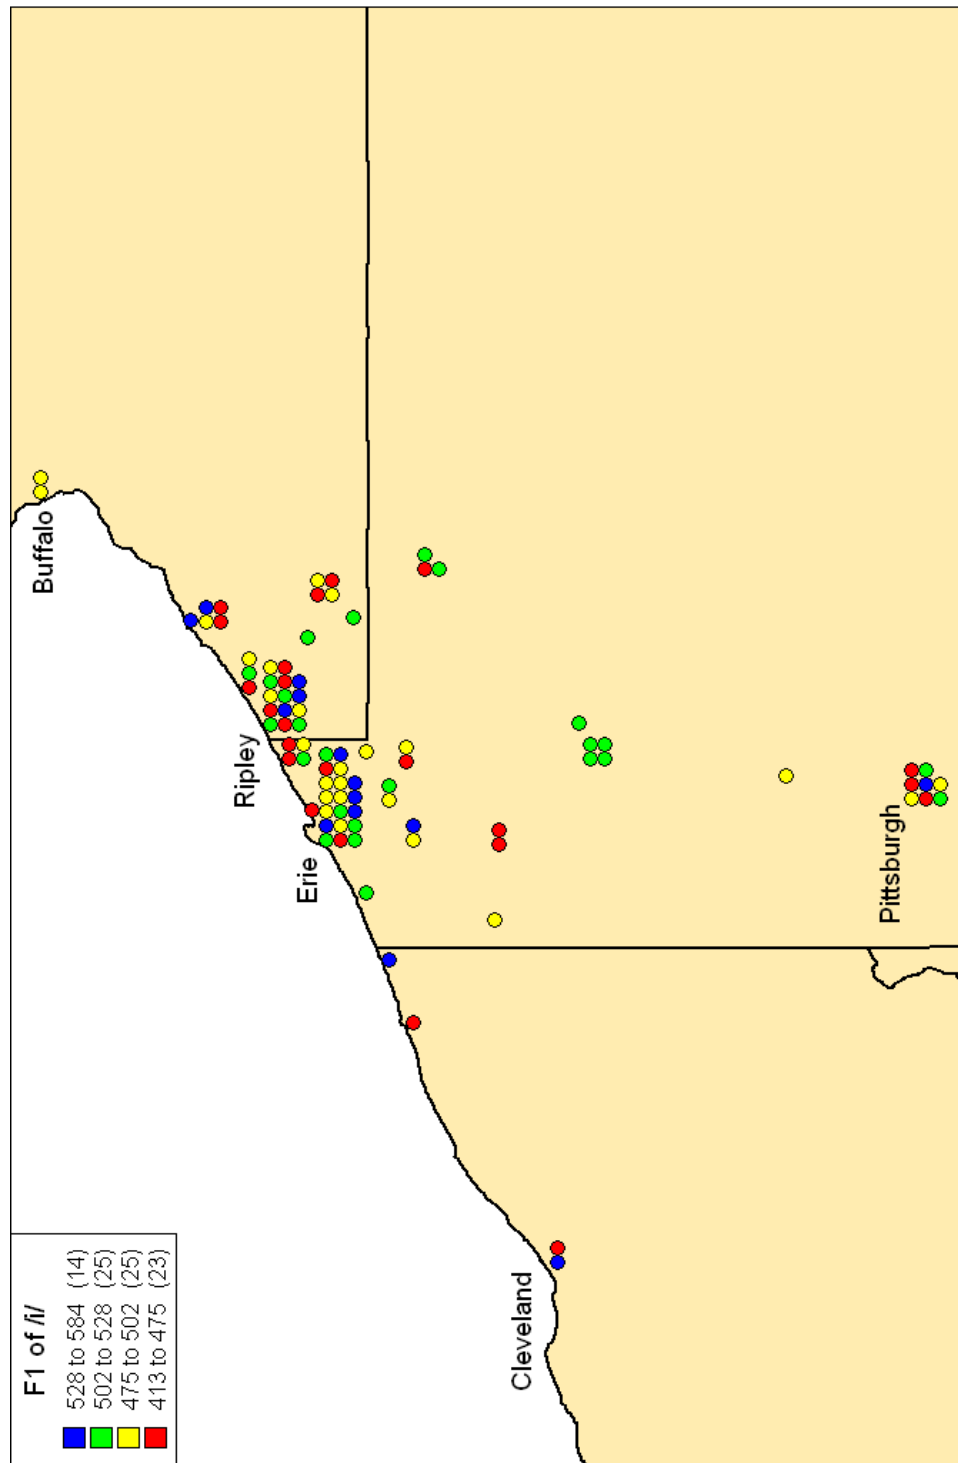 F1 of /i/
528 to 584 (14)
502 to 528 (25)
475 to 502 (25)
413 to 475 (23)
Cleveland
Erie
Ripley
Buffalo
Pittsburgh